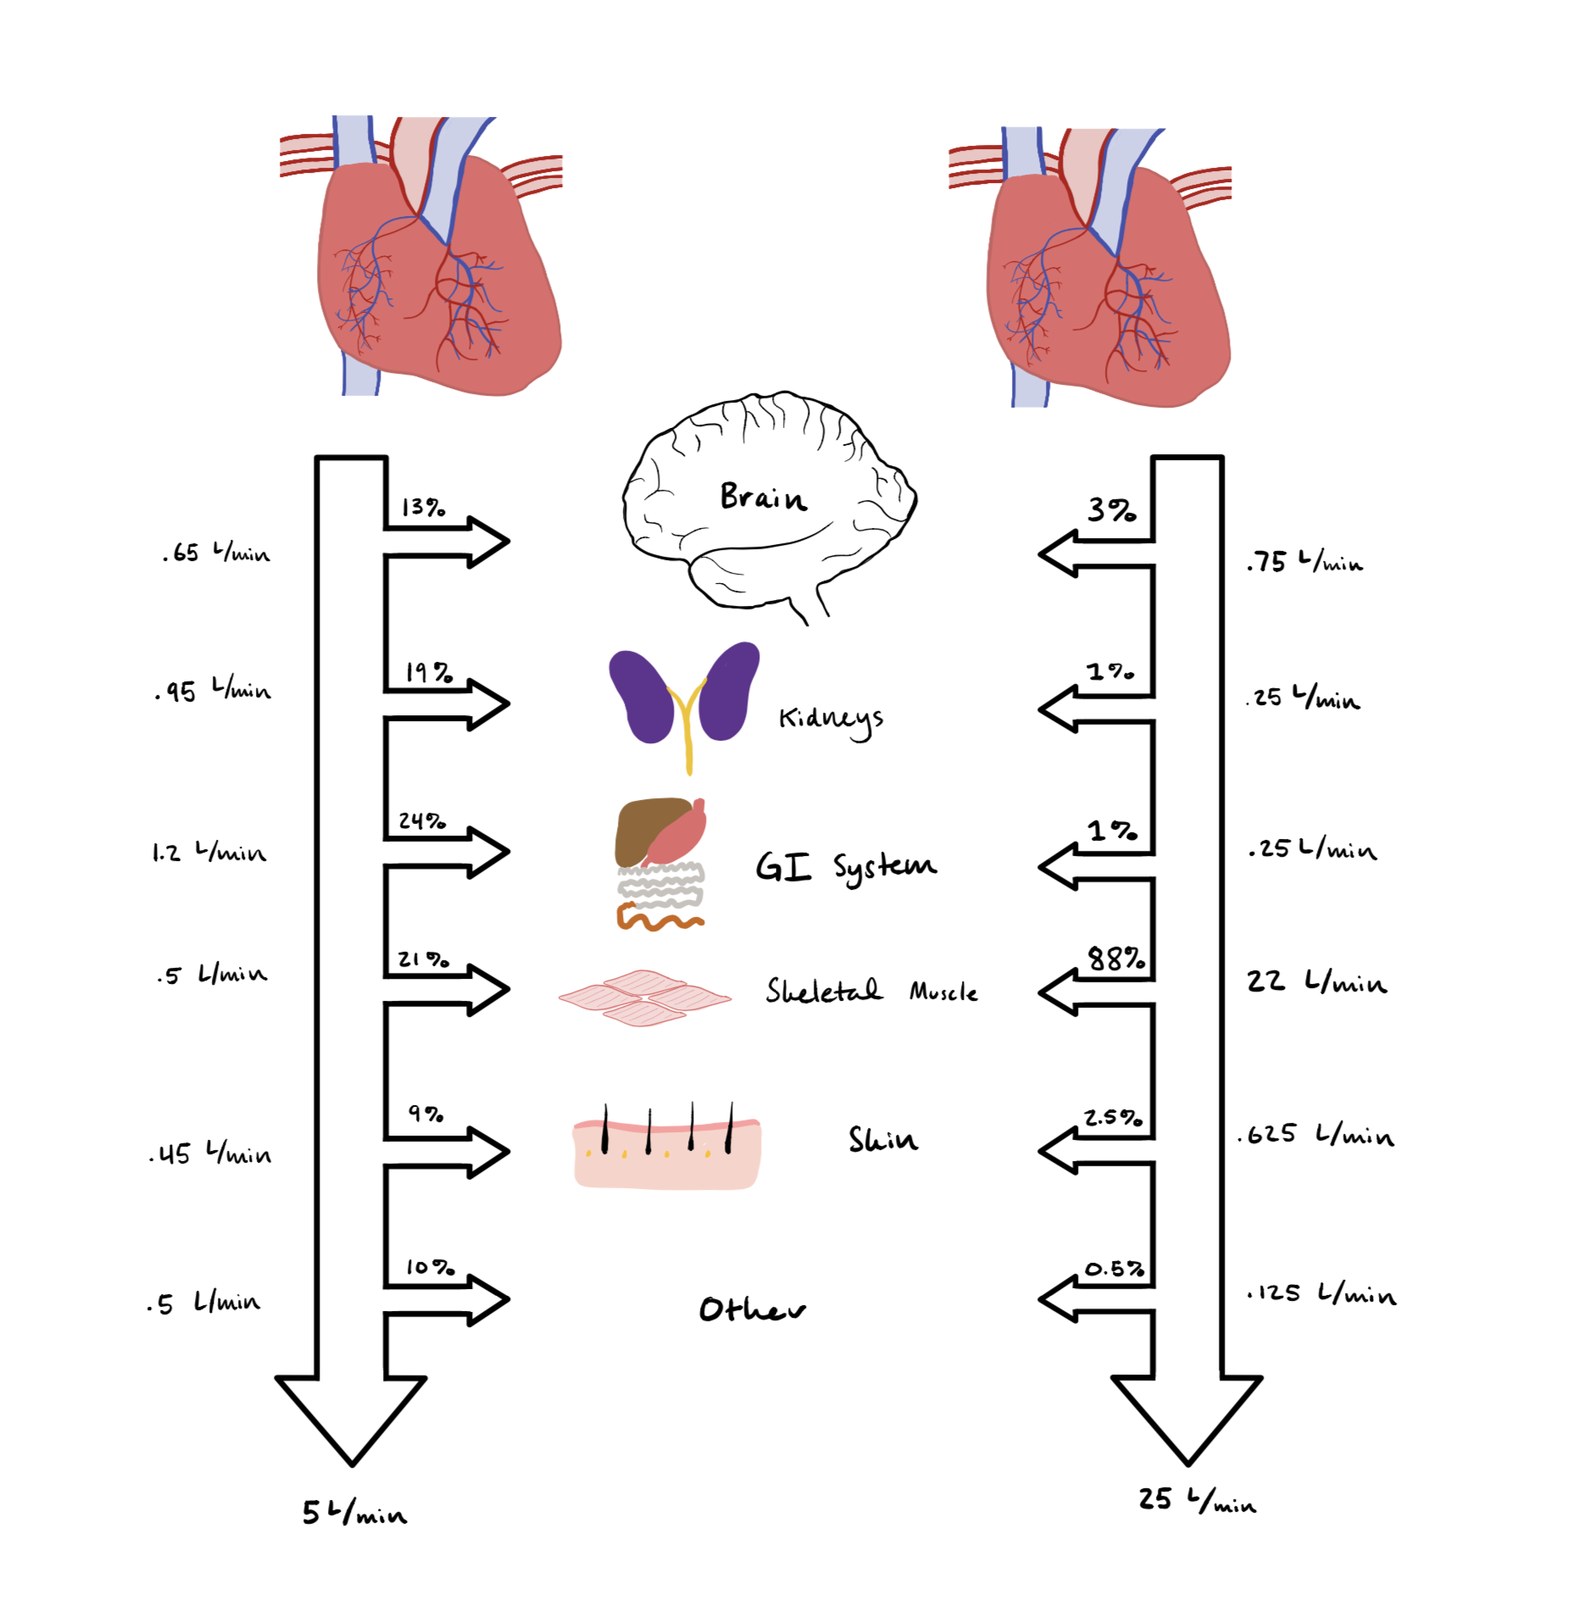 13%
Brain
3%
.65 L/min
.75 L/min
19%
1%
.95 L/min
Kidneys
.25 L/min
24%
1%
1.2 L/min
GI System
.25 L/min
21%
88%
.5 L/min
Skeletal Muscle
22 L/min
9%
2.5%
.45 L/min
Skin
.625 L/min
10%
0.5%
.5 L/min
Other
.125 L/min
5 L/min
25 L/min